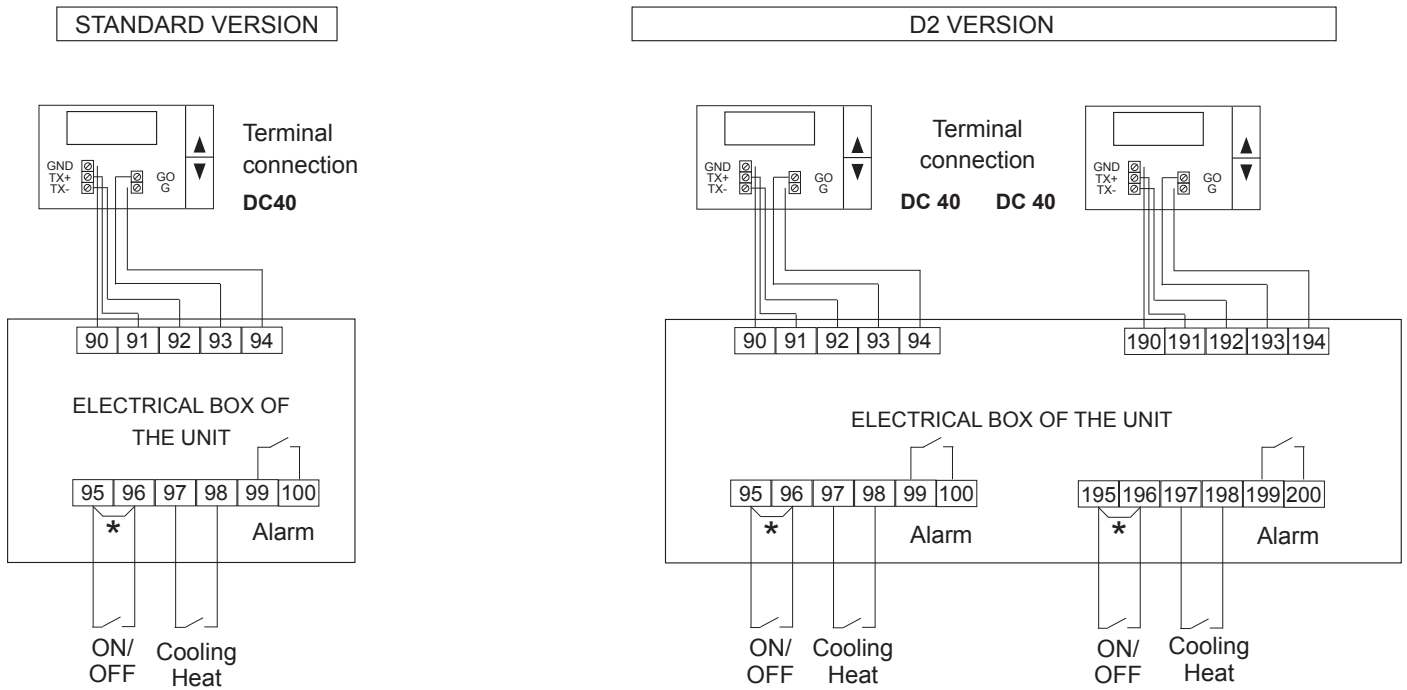 STANDARD VERSION
Terminal
connection
DC40
GND
TX+
TX-
GO
G
90 91 92 93 94
ELECTRICAL BOX OF
THE UNIT
95 96 97 98 99 100
*
Alarm
ON/
OFF
Cooling
Heat
D2 VERSION
Terminal
connection
DC 40 DC 40
GND
TX+
TX-
GO
G
GND
TX+
TX-
GO
G
90 91 92 93 94
190 191 192 193 194
ELECTRICAL BOX OF THE UNIT
95 96 97 98 99 100
195 196 197 198 199 200
*
Alarm
*
Alarm
ON/
OFF
Cooling
Heat
ON/
OFF
Cooling
Heat